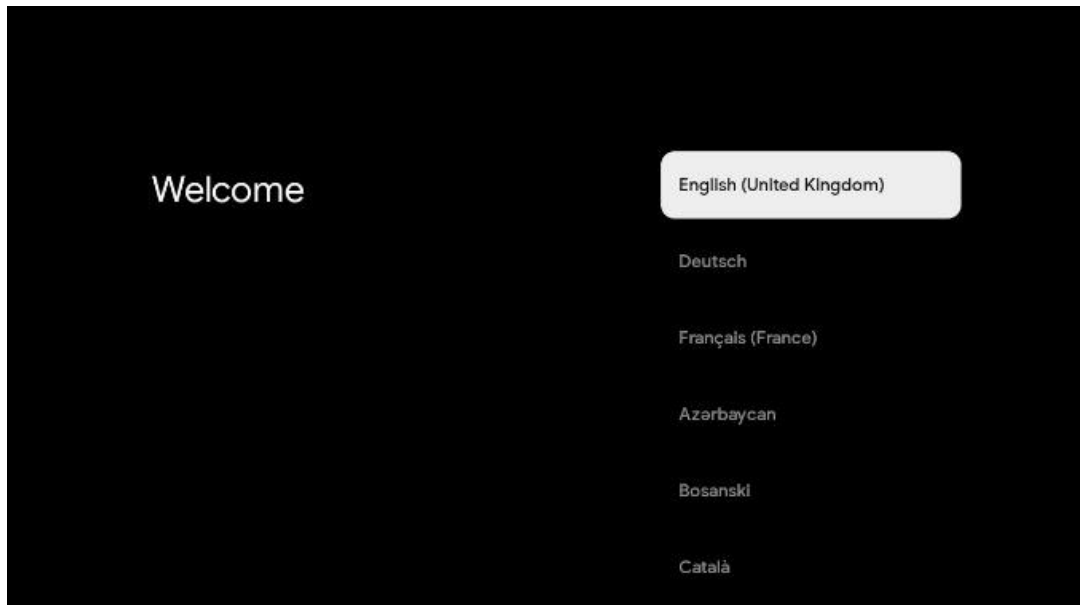 Welcome
English (United Kingdom)
Deutsch
Français (France)
Azərbaycan
Bosanski
Català